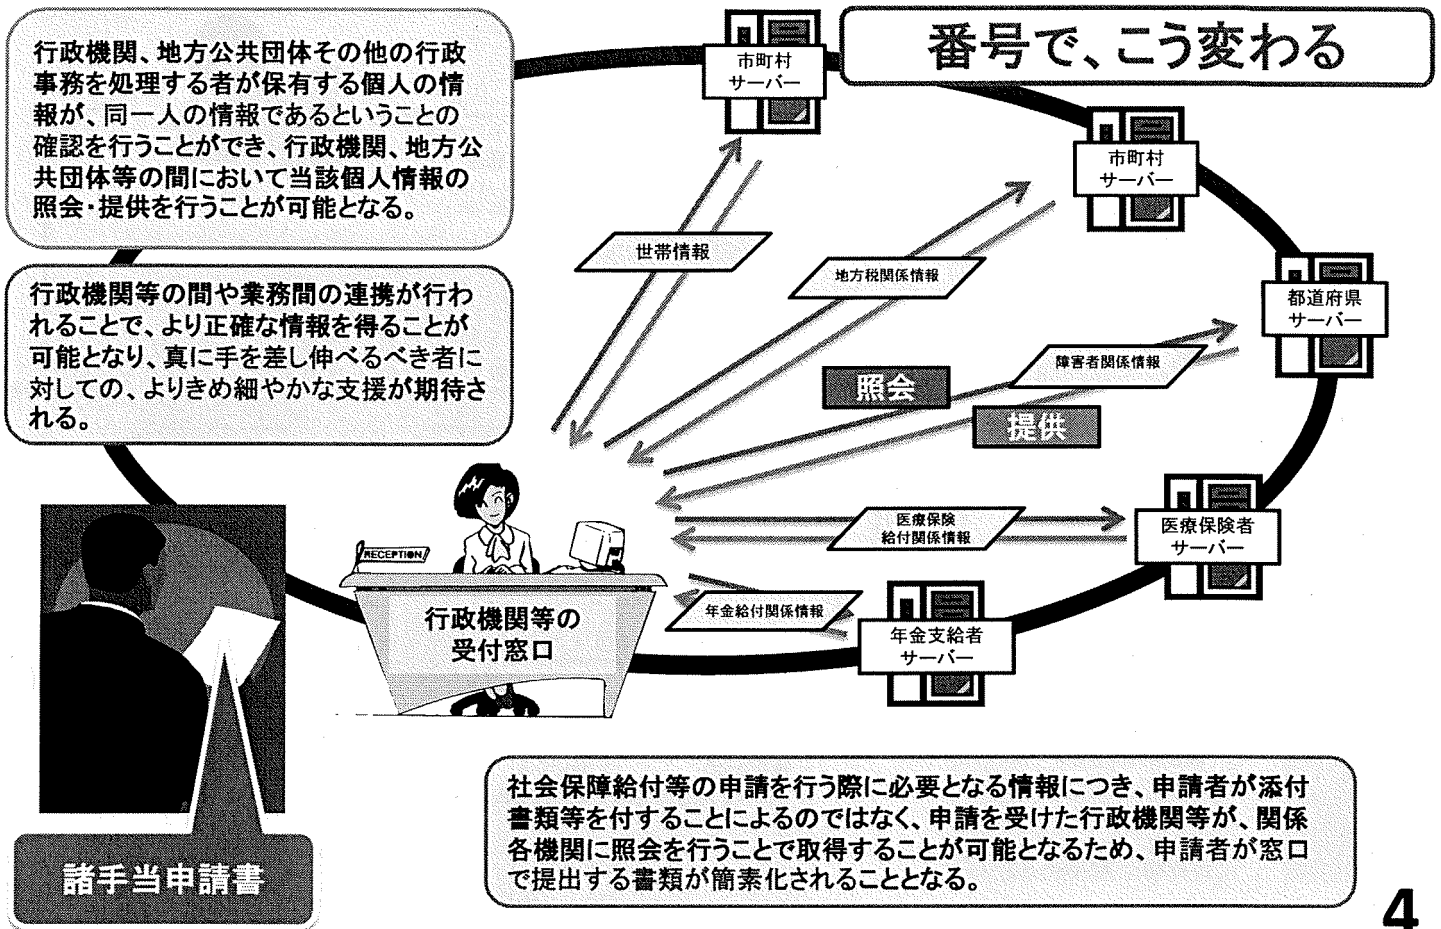 番号で、こう変わる
行政機関、地方公共団体その他の行政
事務を処理する者が保有する個人の情
報が、同一人の情報であるということの
確認を行うことができ、行政機関、地方公
共団体等の間において当該個人情報の
照会・提供を行うことが可能となる。
行政機関等の間や業務間の連携が行わ
れることで、より正確な情報を得ることが
可能となり、真に手を差し伸べるべき者に
対しての、よりきめ細やかな支援が期待さ
れる。
市町村
サーバー
市町村
サーバー
都道府県
サーバー
医療保険者
サーバー
年金支給者
サーバー
世帯情報
地方税関係情報
障害者関係情報
照会
提供
医療保険
給付関係情報
年金給付関係情報
RECEPTION
行政機関等の
受付窓口
諸手当申請書
社会保障給付等の申請を行う際に必要となる情報につき、申請者が添付
書類等を付することによるのではなく、申請を受けた行政機関等が、関係
各機関に照会を行うことで取得することが可能となるため、申請者が窓口
で提出する書類が簡素化されることとなる。
4